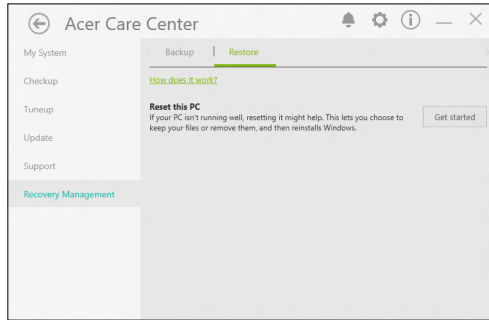 Acer Care Center
My System
Checkup
Tuneup
Update
Support
Recovery Management
Backup
Restore
How does it work?
Reset this PC
If your PC isn't running well, resetting it might help. This lets you choose to
keep your files or remove them, and then reinstalls Windows.
Get started